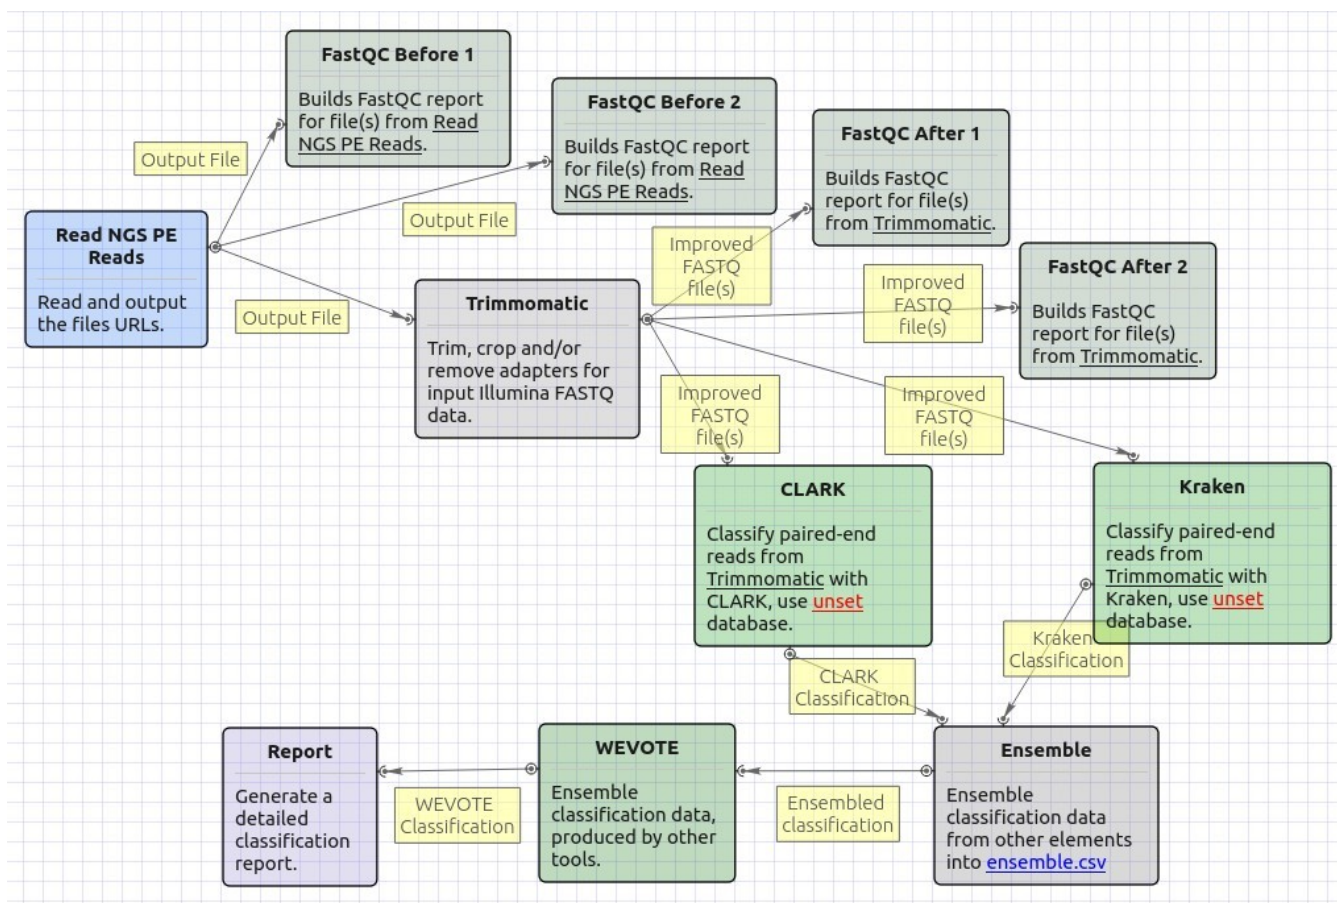 FastQC Before 1
Builds FastQC report
for file(s) from Read
NGS PE Reads.
FastQC Before 2
Builds FastQC report
for file(s) from Read
NGS PE Reads.
FastQC After 1
Builds FastQC
report for file(s)
from Trimmomatic.
Output File
Output File
Read NGS PE
Reads
Read and output
the files URLs.
Output File
Improved
FASTQ
file(s)
Improved
FASTQ
file(s)
FastQC After 2
Builds FastQC
report for file(s)
from Trimmomatic.
Trimmomatic
Trim, crop and/or
remove adapters for
input Illumina FASTQ
data.
Improved
FASTQ
file(s)
Improved
FASTQ
file(s)
CLARK
Classify paired-end
reads from
Trimmomatic with
CLARK, use unset
database.
Kraken
Classify paired-end
reads from
Trimmomatic with
Kraken, use unset
database.
CLARK
Classification
Kraken
Classification
Report
Generate a
detailed
classification
report.
WEVOTE
Classification
WEVOTE
Ensemble
classification data,
produced by other
tools.
Ensembled
classification
Ensemble
Ensemble
classification data
from other elements
into ensemble.csv